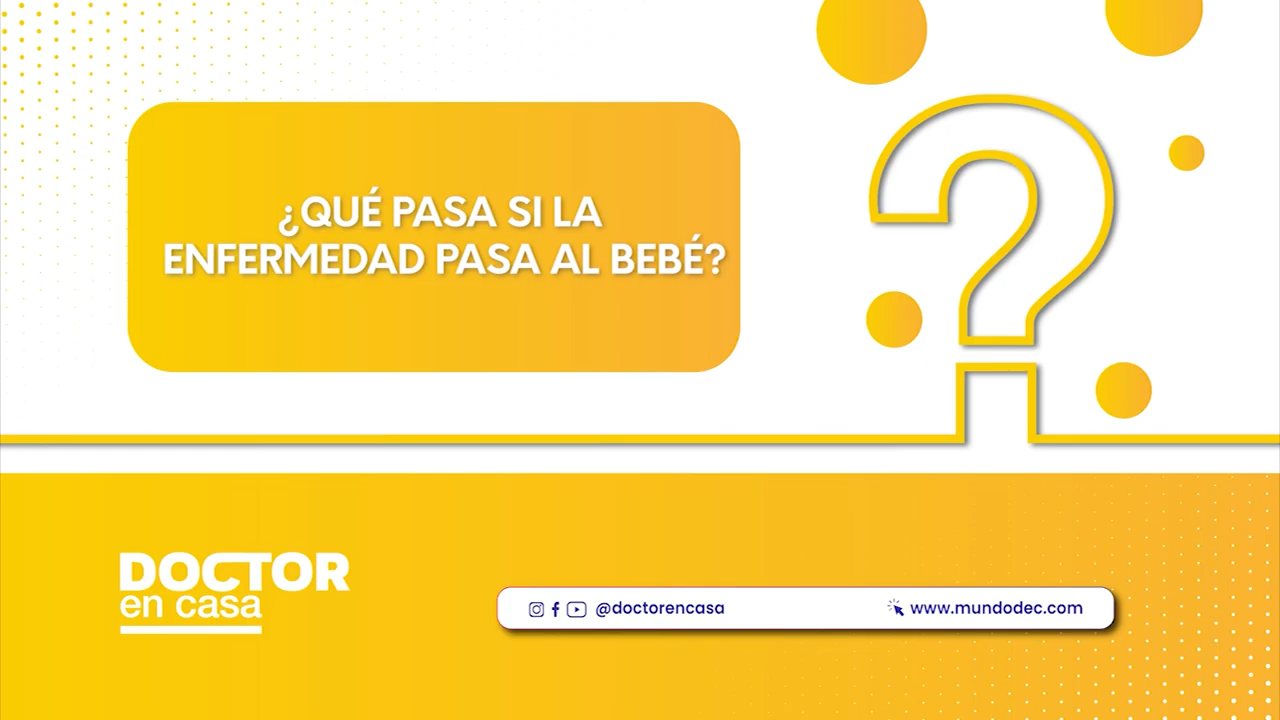 ¿QUÉ PASA SI LA
ENFERMEDAD PASA AL BEBÉ?
DOCTOR
en casa
@doctorencasa
www.mundodec.com